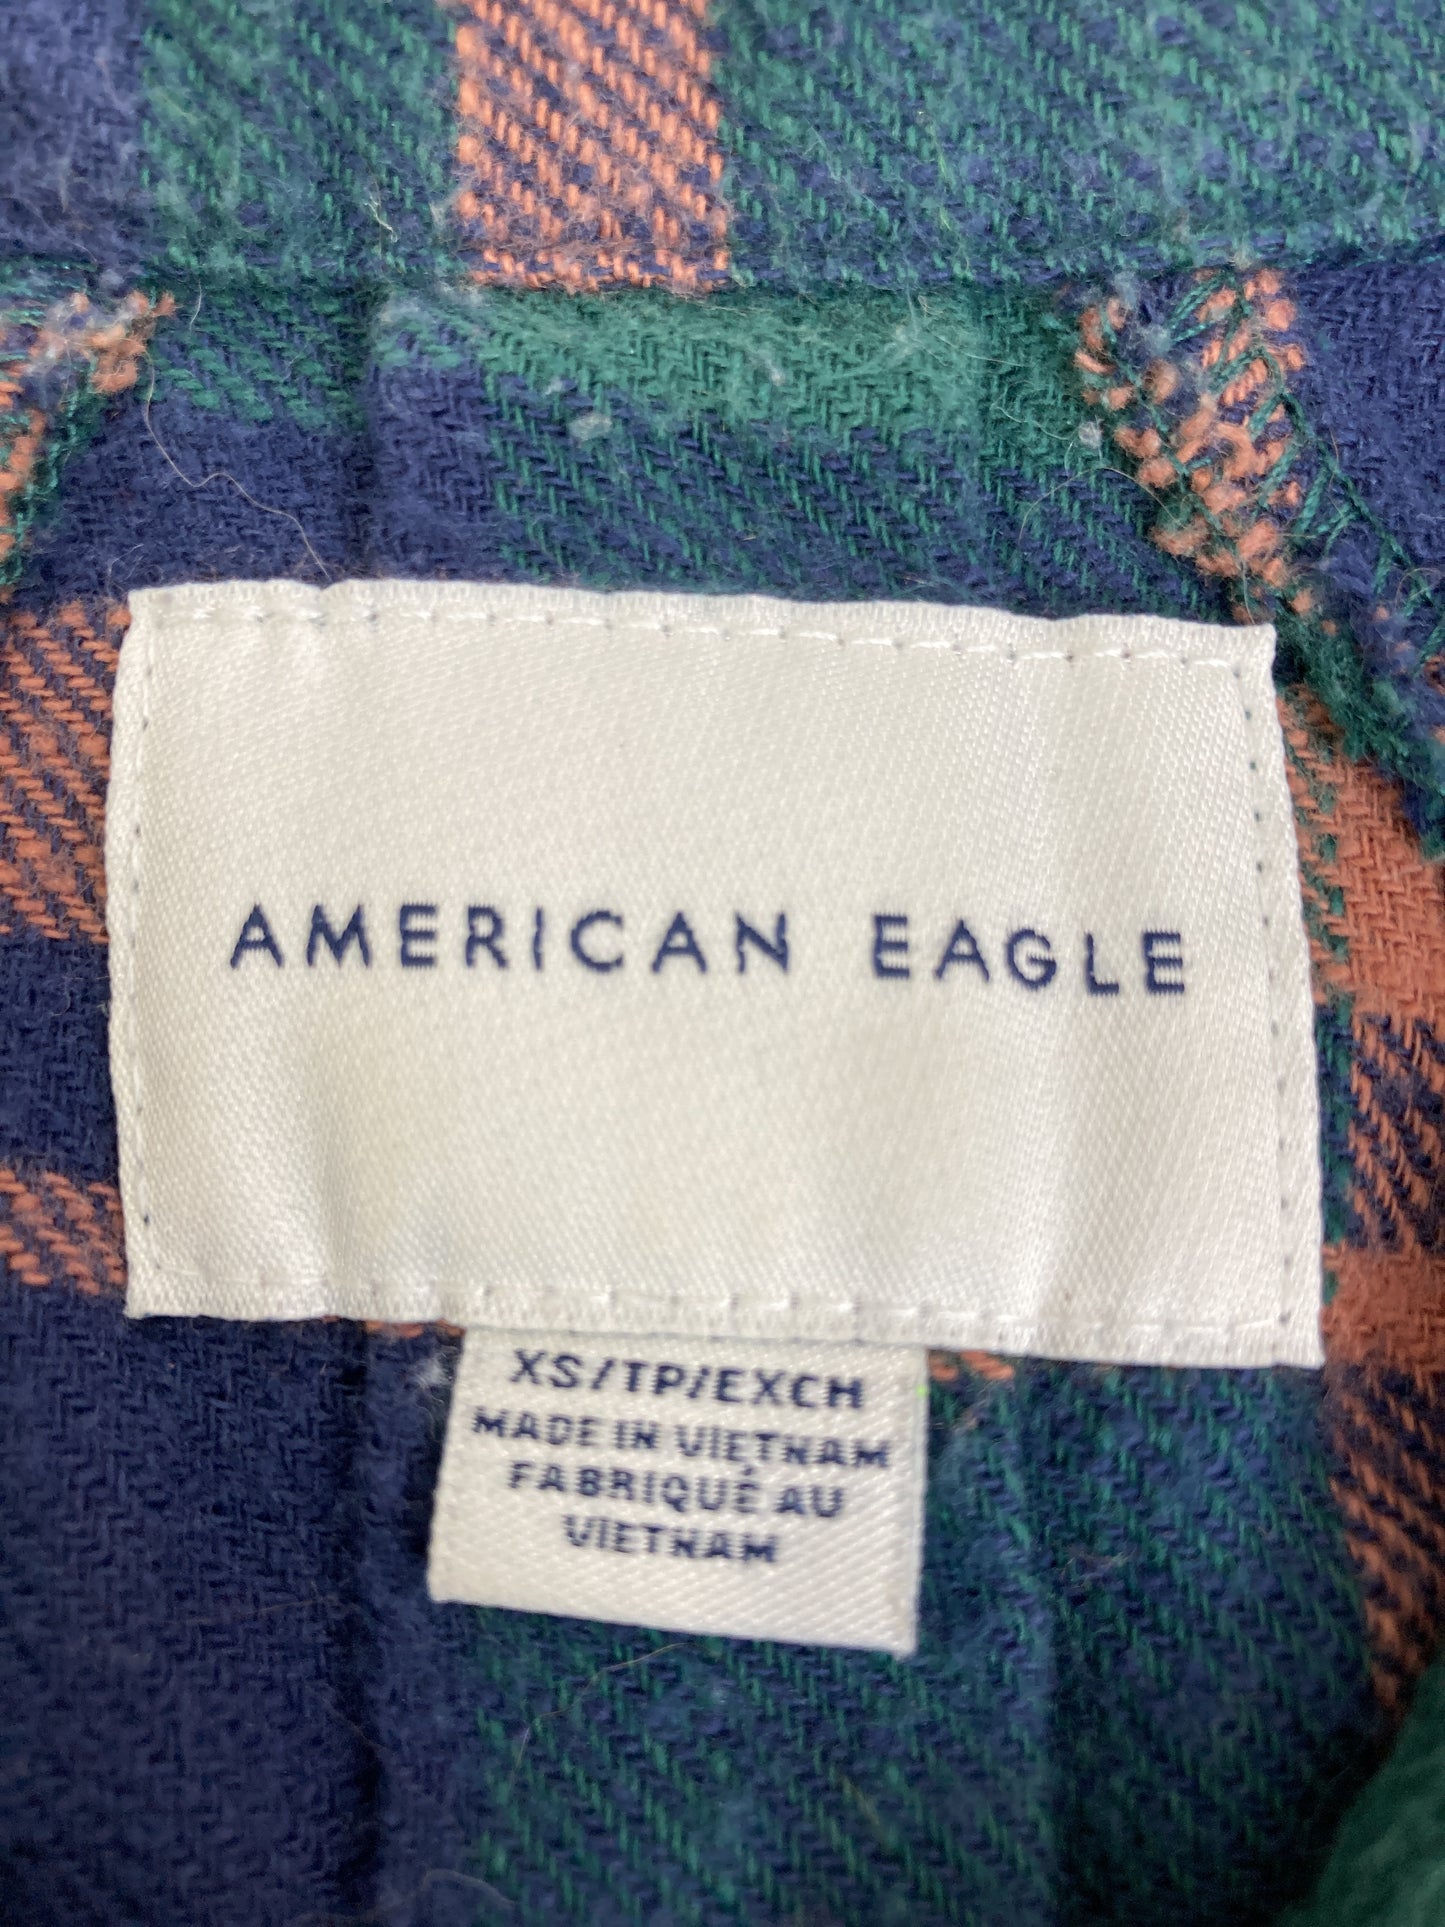 AMERICAN EAGLE
XS/TP/EXCH
MADE IN VIETNAM
FABRIQUÉ AU
VIETNAM